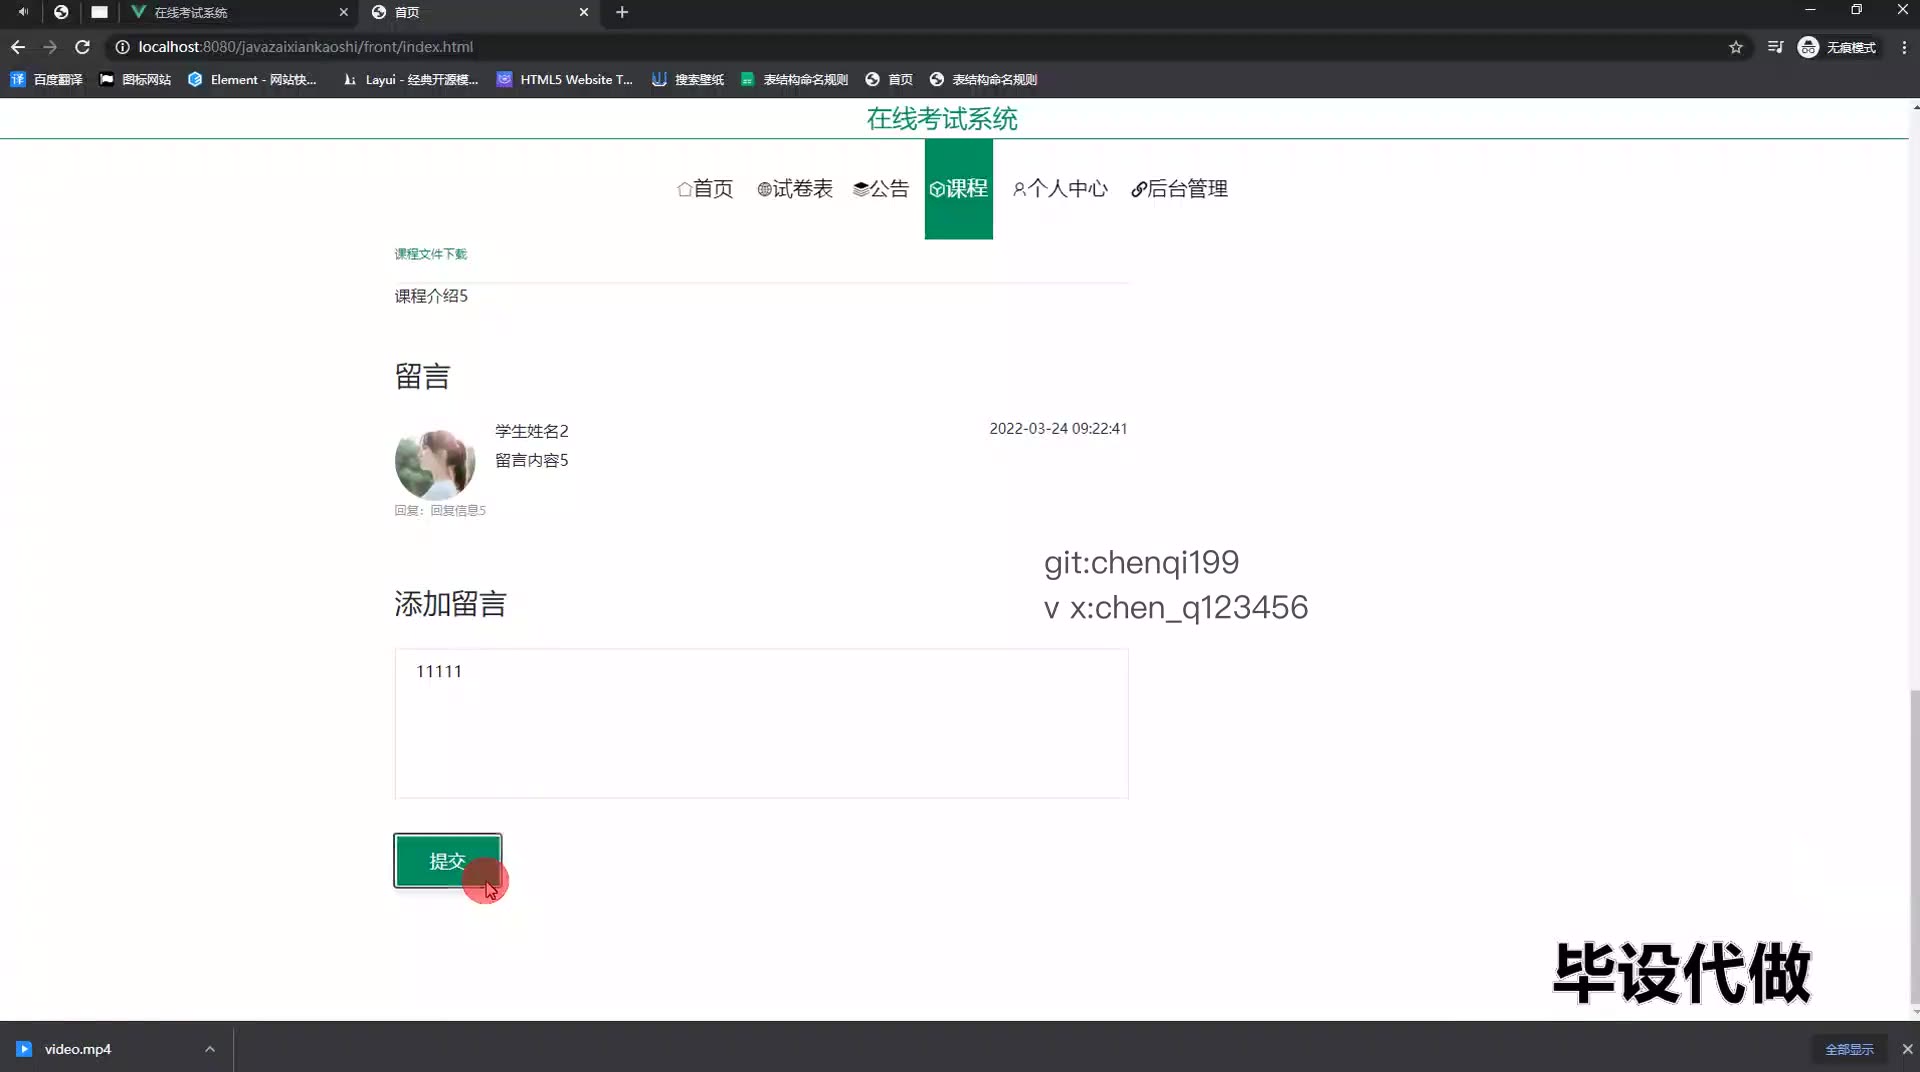 在线考试系统
首页
localhost:8080/javazaixiankaoshi/front/index.html
无痕模式
百度翻译
图标网站
Element - 网站快...
Layui - 经典开源模...
HTML5 Website T...
搜索壁纸
表结构命名规则
首页
表结构命名规则
在线考试系统
首页
试卷表
公告
课程
个人中心
后台管理
课程文件下载
课程介绍5
留言
学生姓名2
2022-03-24 09:22:41
留言内容5
回复：回复信息5
git:chenqi199
v x:chen_q123456
添加留言
11111
提交
毕设代做
video.mp4
全部显示